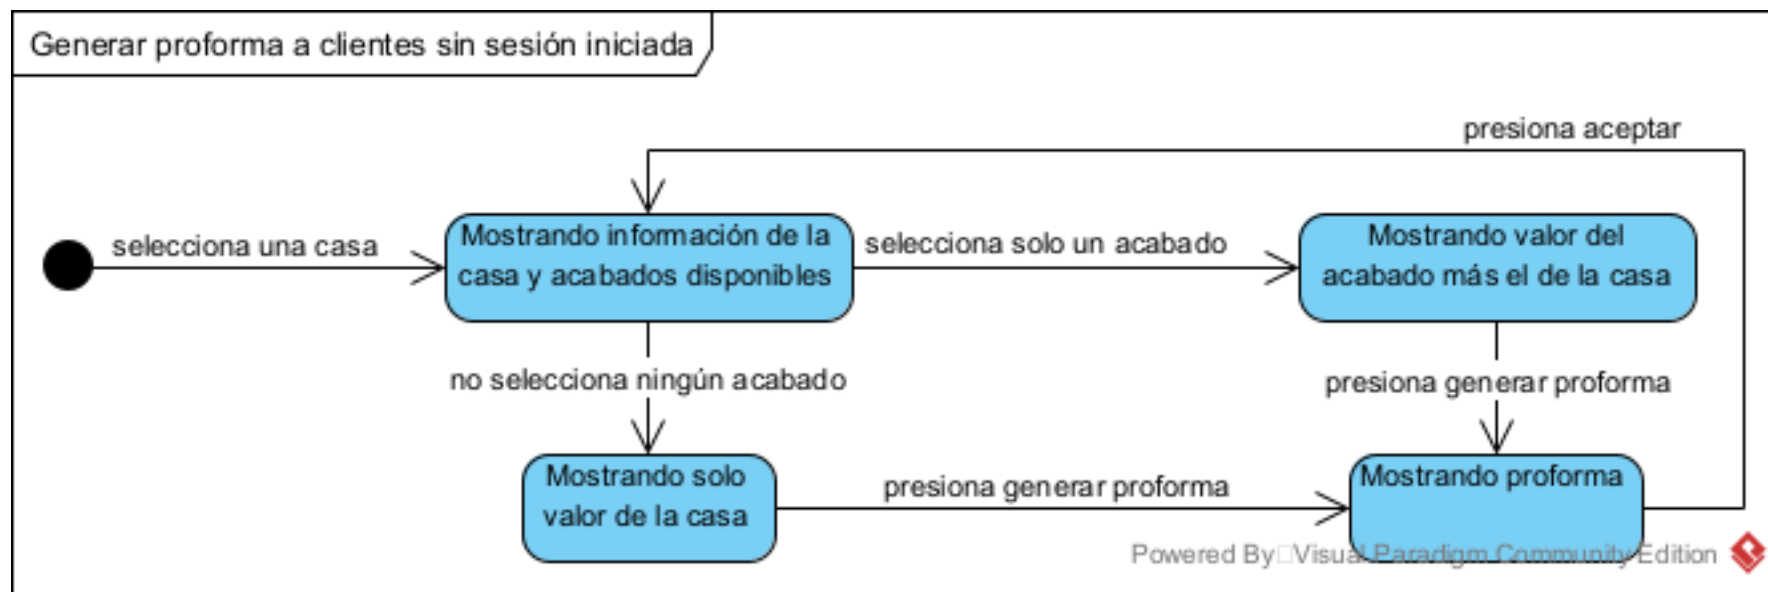 Generar proforma a clientes sin sesión iniciada
presiona aceptar
selecciona una casa
Mostrando información de la
casa y acabados disponibles
selecciona solo un acabado
Mostrando valor del
acabado más el de la casa
no selecciona ningún acabado
presiona generar proforma
Mostrando solo
valor de la casa
presiona generar proforma
Mostrando proforma
Powered By Visual Paradigm Community Edition